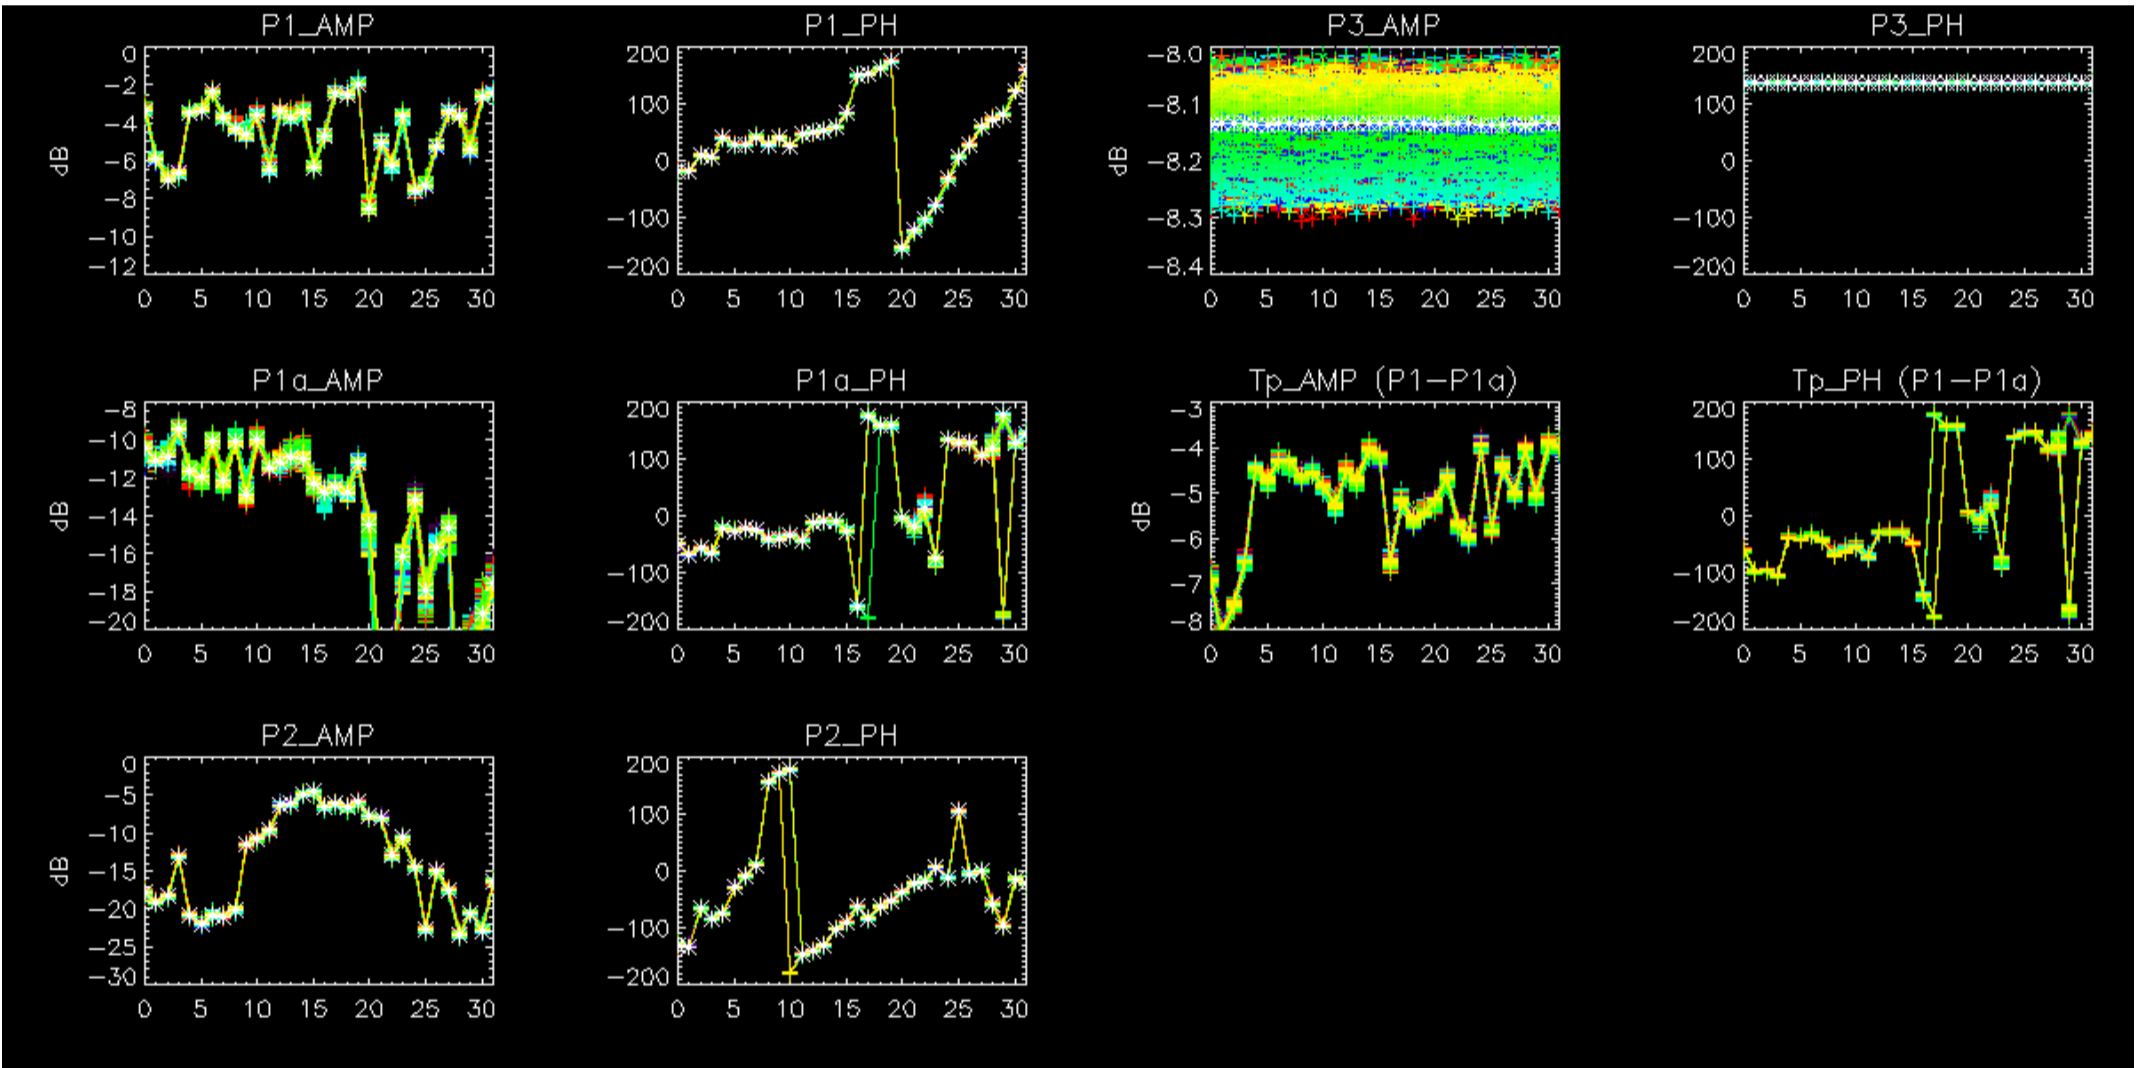 P1_AMP
P1_PH
P3_AMP
P3_PH
0
−2
−4
−6
−8
−10
−12
dB
0 5 10 15 20 25 30
200
100
0
−100
−200
0 5 10 15 20 25 30
−8.0
−8.1
−8.2
−8.3
−8.4
dB
0 5 10 15 20 25 30
200
100
0
−100
−200
0 5 10 15 20 25 30
P1a_AMP
P1a_PH
Tp_AMP (P1−P1a)
Tp_PH (P1−P1a)
−8
−10
−12
−14
−16
−18
−20
dB
0 5 10 15 20 25 30
200
100
0
−100
−200
0 5 10 15 20 25 30
−3
−4
−5
−6
−7
−8
dB
0 5 10 15 20 25 30
200
100
0
−100
−200
0 5 10 15 20 25 30
P2_AMP
P2_PH
0
−5
−10
−15
−20
−25
−30
dB
0 5 10 15 20 25 30
200
100
0
−100
−200
0 5 10 15 20 25 30